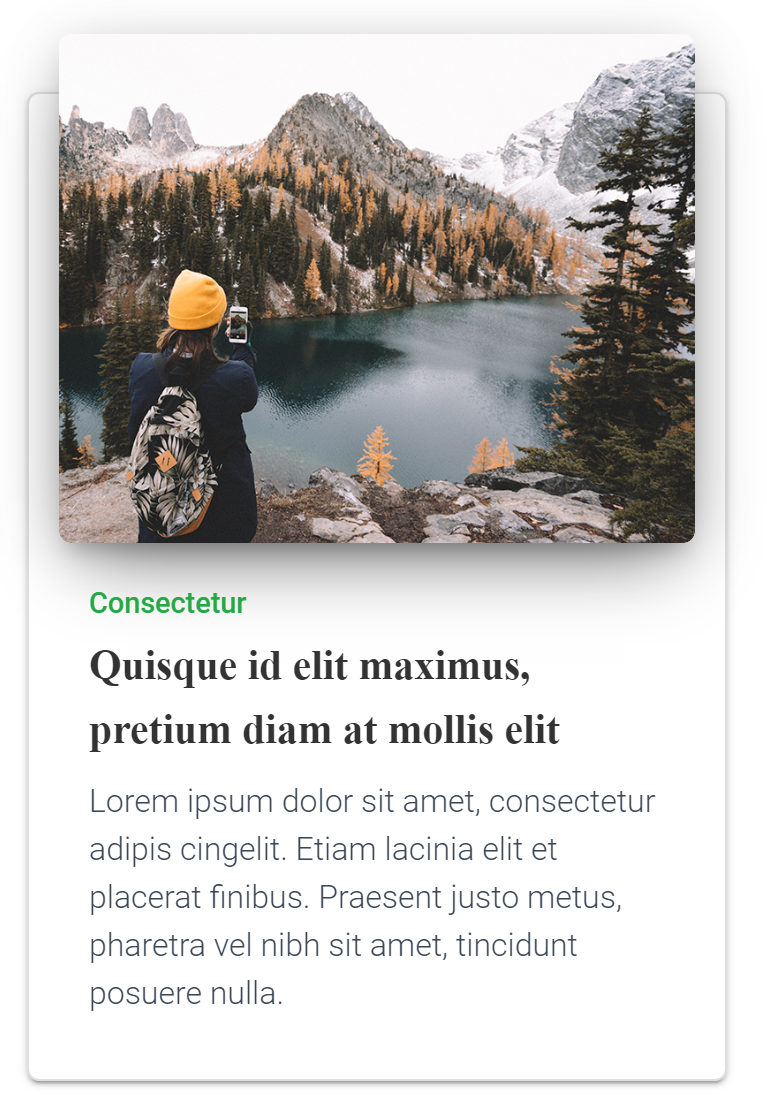 Consectetur
Quisque id elit maximus,
pretium diam at mollis elit
Lorem ipsum dolor sit amet, consectetur
adipis cingelit. Etiam lacinia elit et
placerat finibus. Praesent justo metus,
pharetra vel nibh sit amet, tincidunt
posuere nulla.